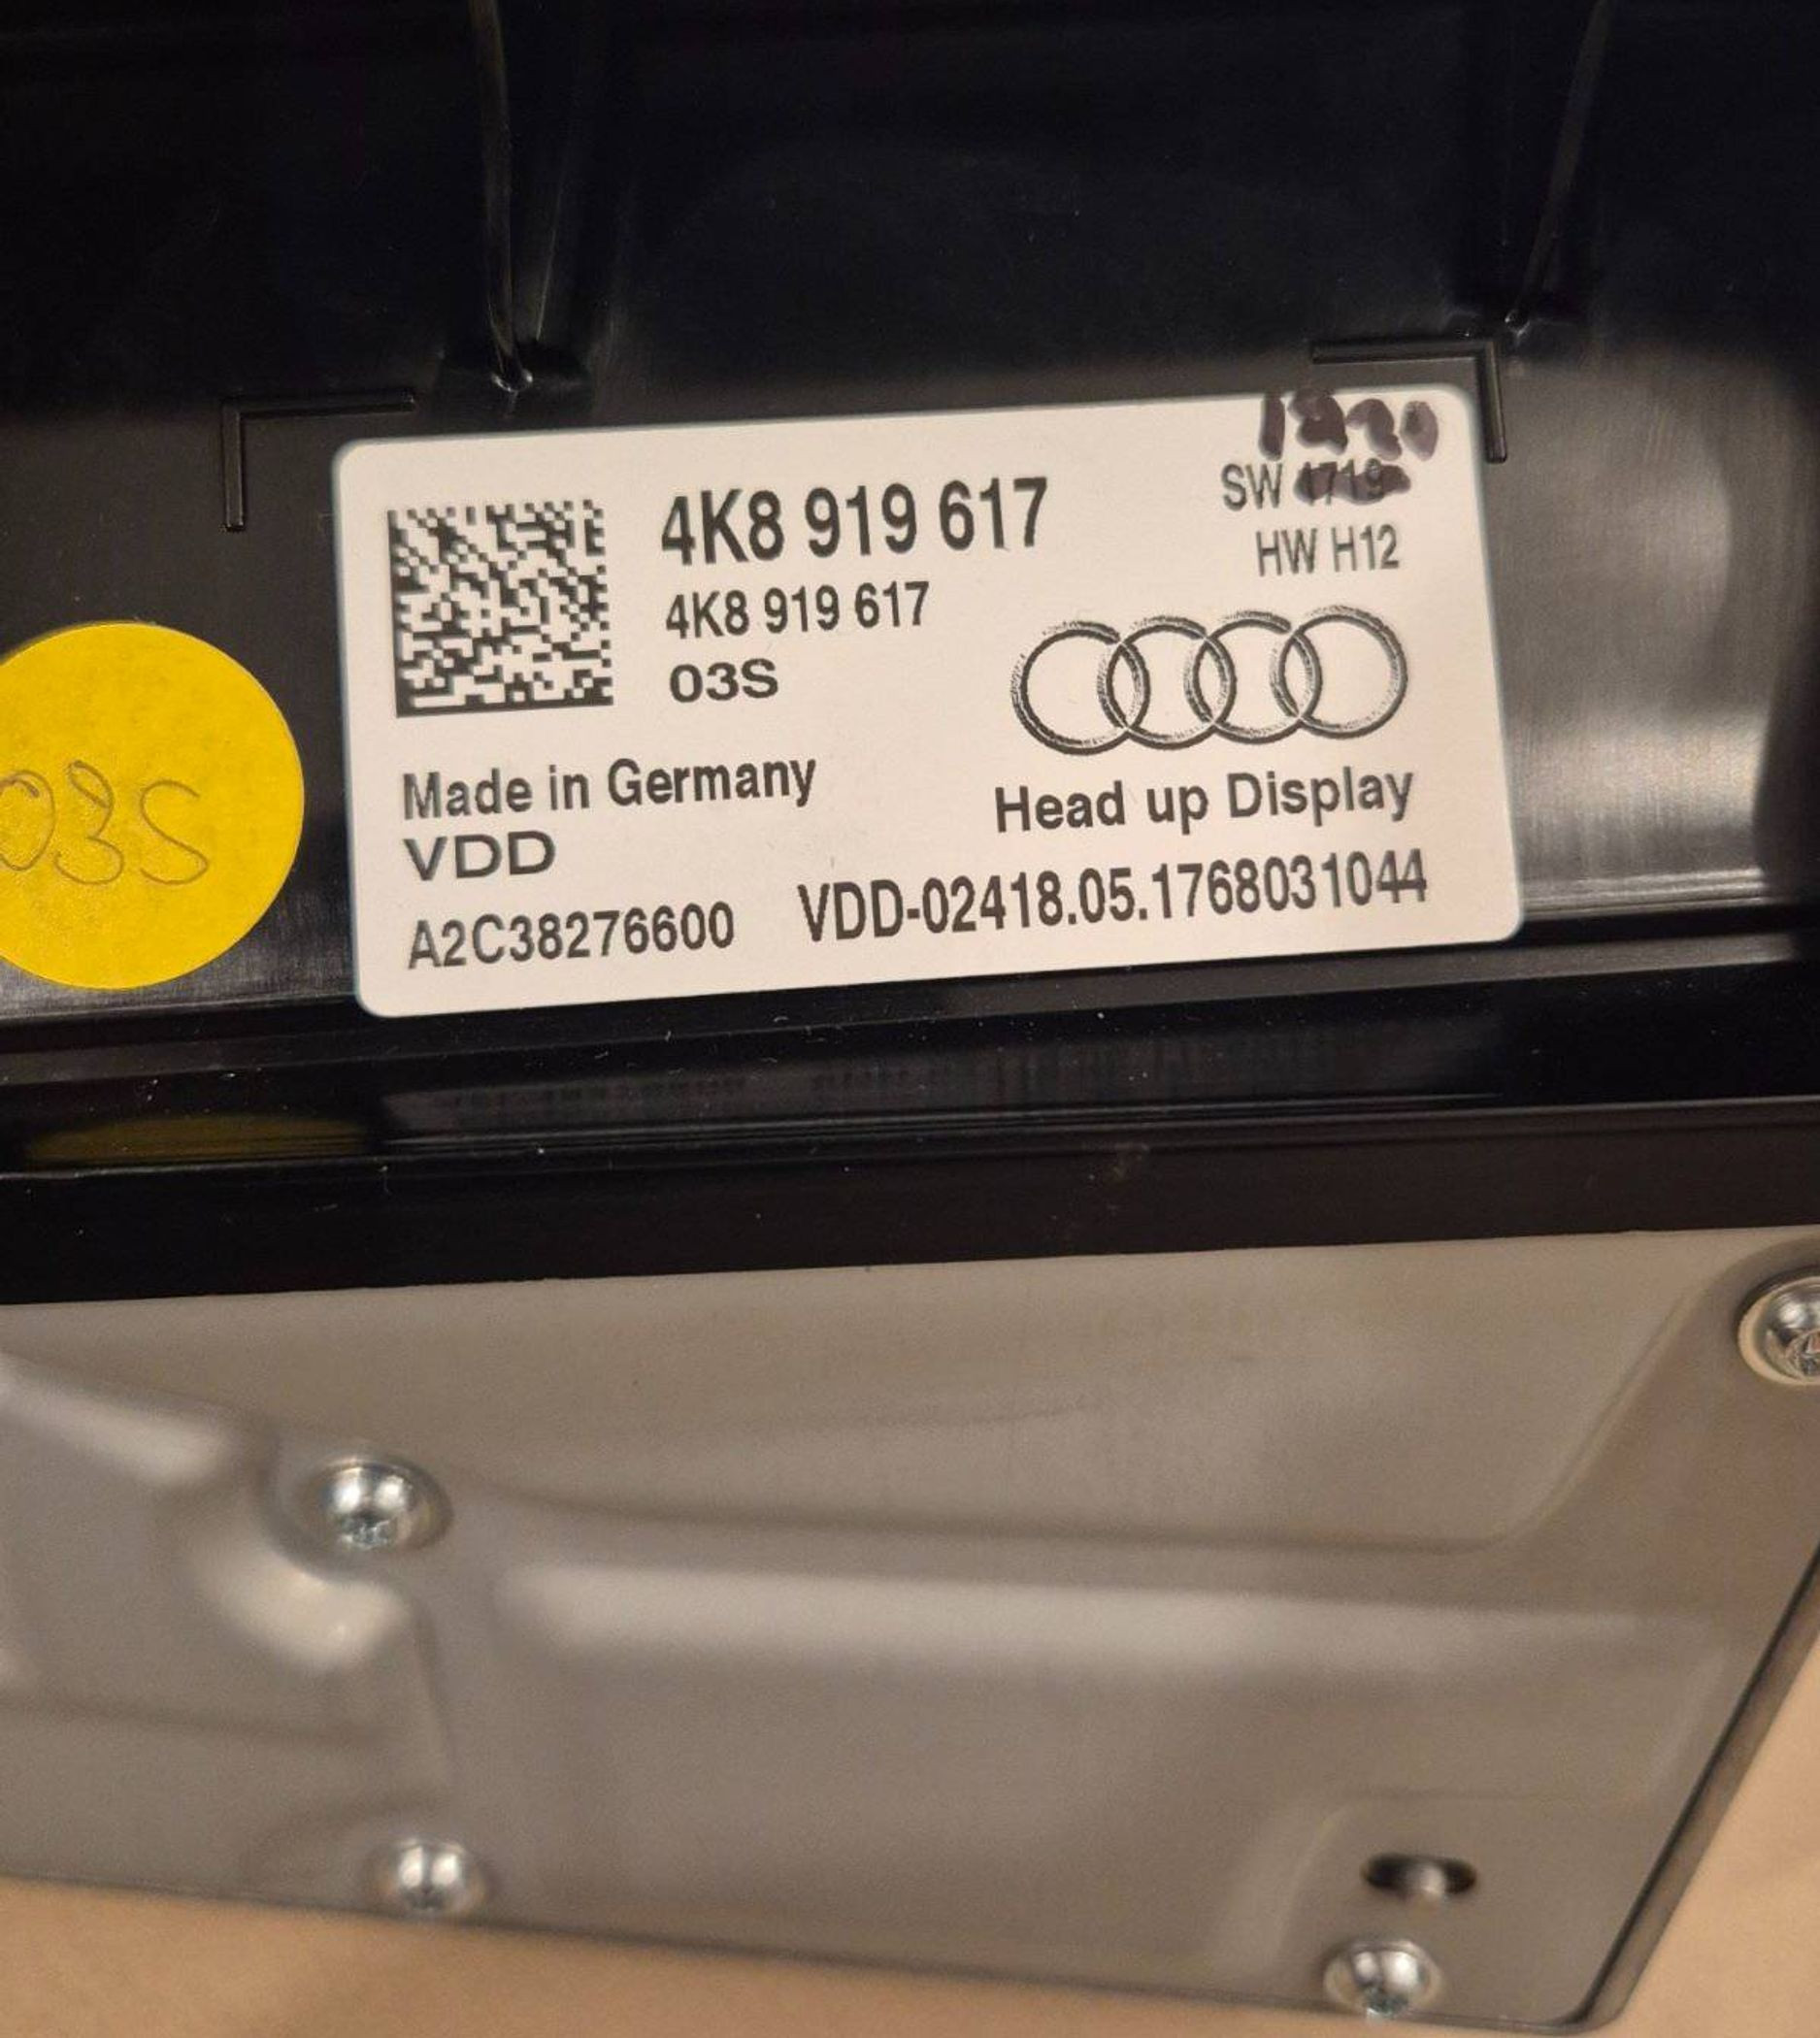 4K8 919 617
SW 1719
HW H12
4K8 919 617
03S
03S
Made in Germany
VDD
Head up Display
A2C38276600
VDD-02418.05.1768031044